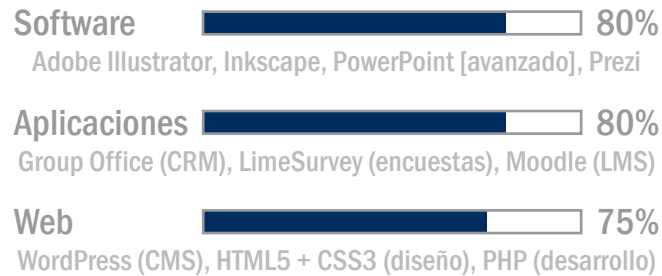 Software 80%
Adobe Illustrator, Inkscape, PowerPoint [avanzado], Prezi
Aplicaciones 80%
Group Office (CRM), LimeSurvey (encuestas), Moodle (LMS)
Web 75%
WordPress (CMS), HTML5 + CSS3 (diseño), PHP (desarrollo)